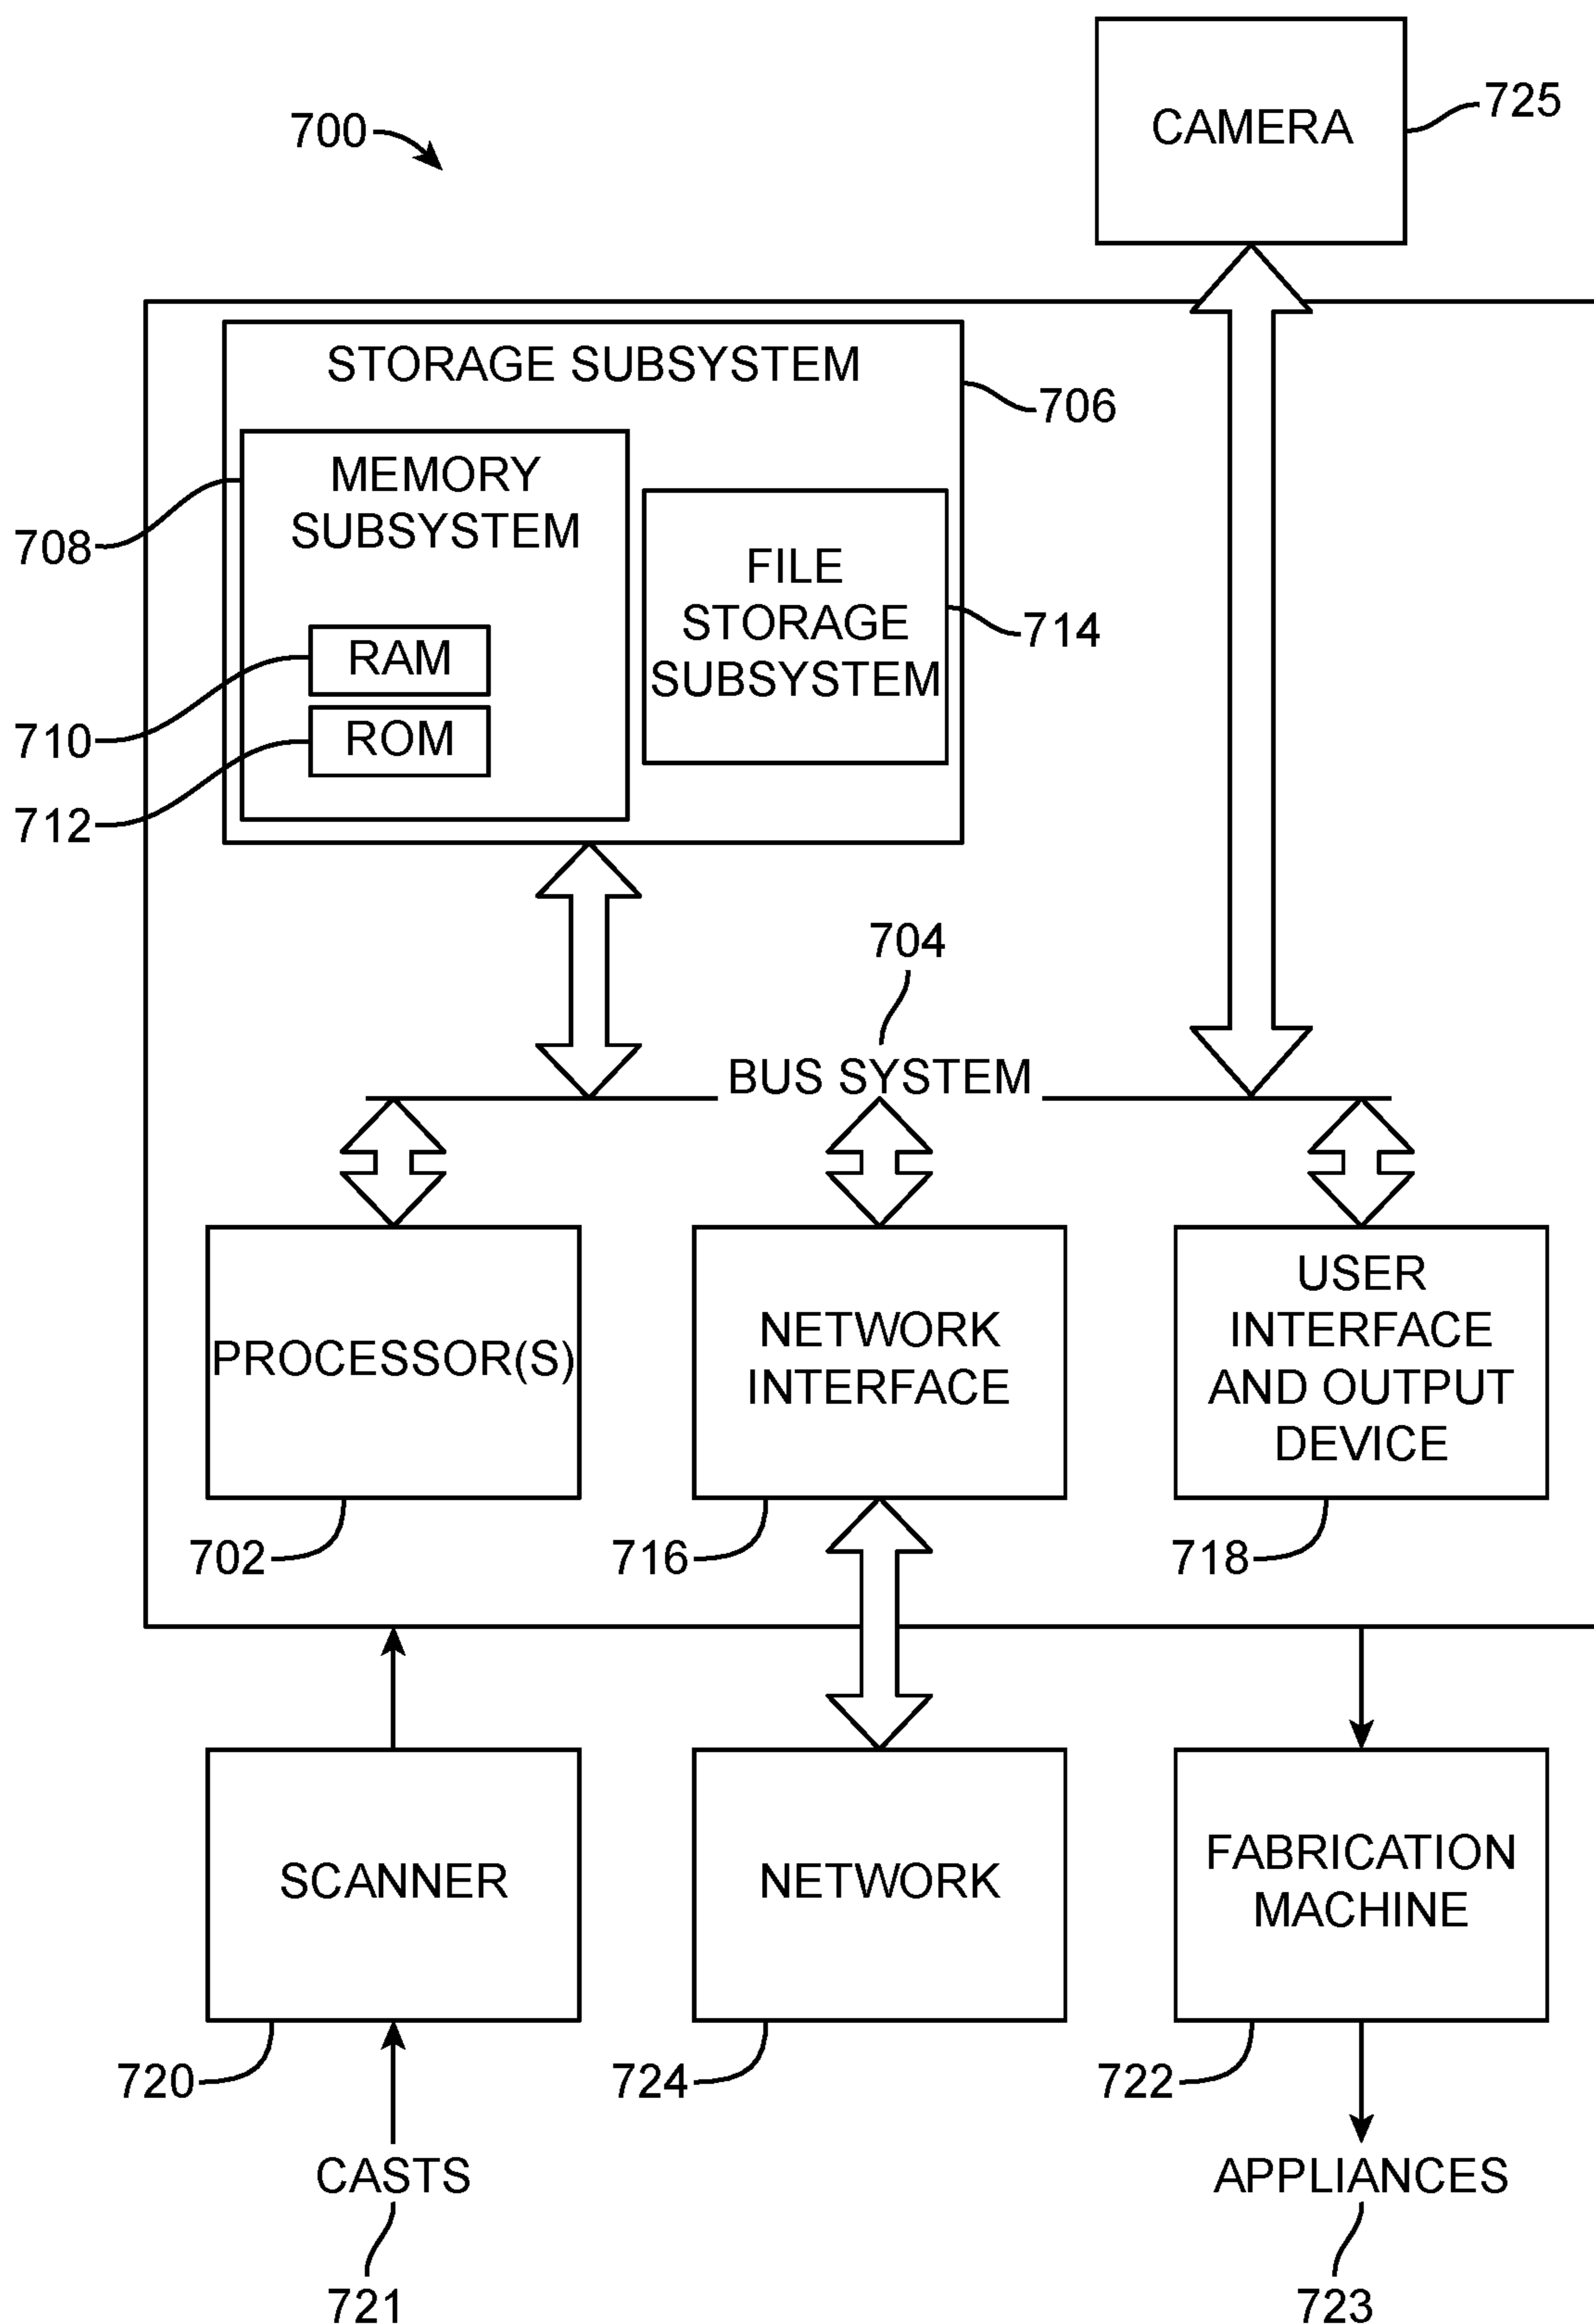 CAMERA
725
700
STORAGE SUBSYSTEM
706
MEMORY
SUBSYSTEM
708
FILE
STORAGE
SUBSYSTEM
714
RAM
710
ROM
712
704
BUS SYSTEM
PROCESSOR(S)
702
NETWORK
INTERFACE
716
USER
INTERFACE
AND OUTPUT
DEVICE
718
SCANNER
720
NETWORK
724
FABRICATION
MACHINE
722
CASTS
721
APPLIANCES
723